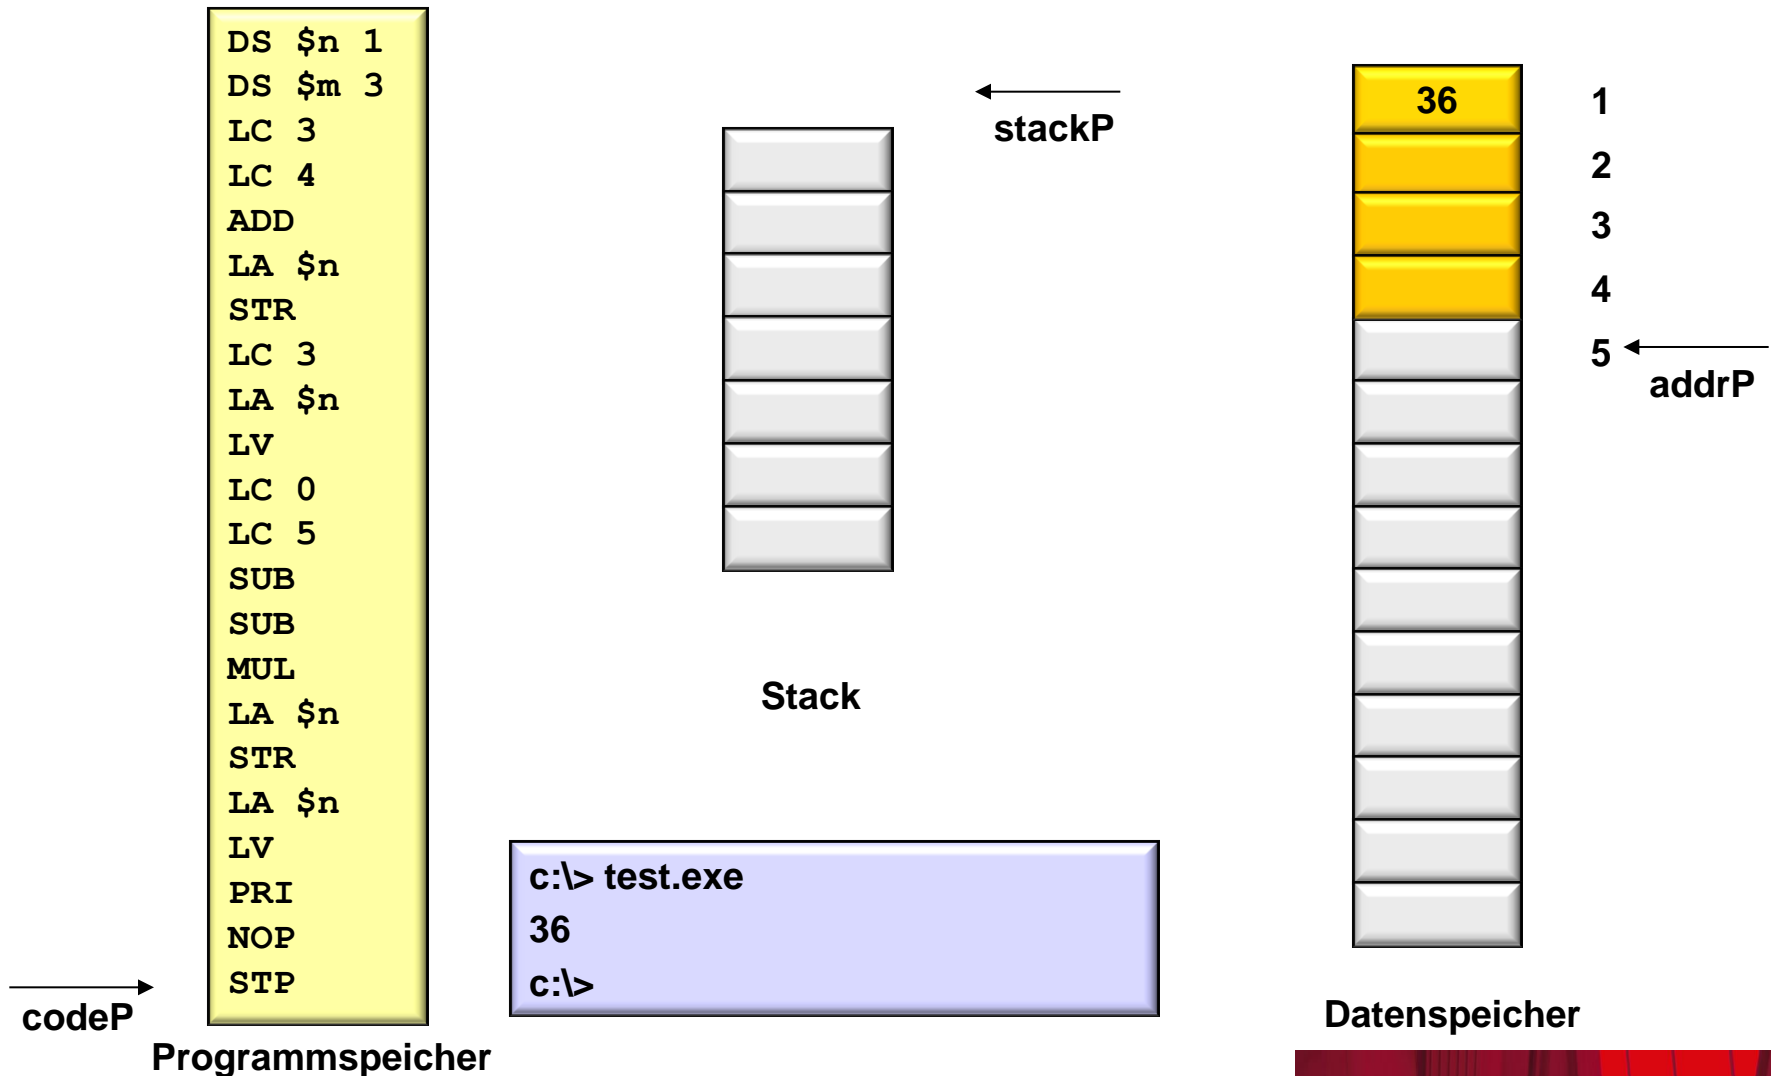 DS $n 1
DS $m 3
LC 3
LC 4
ADD
LA $n
STR
LC 3
LA $n
LV
LC 0
LC 5
SUB
SUB
MUL
LA $n
STR
LA $n
LV
PRI
NOP
STP
codeP
Programmspeicher
stackP
Stack
c:\> test.exe
36
c:\>
36
1
2
3
4
5
addrP
Datenspeicher